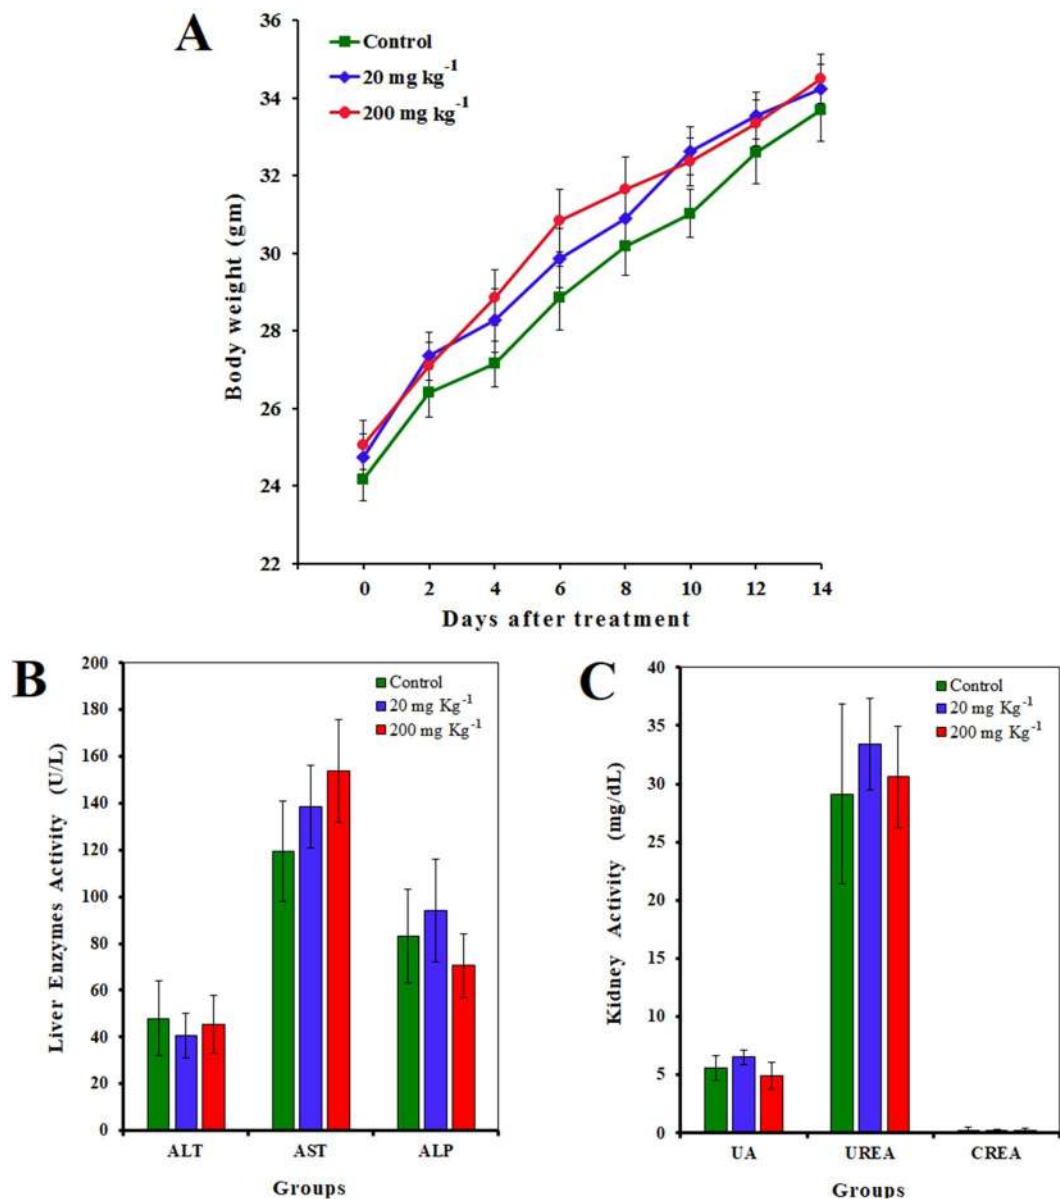 A
Control
20 mg kg⁻¹
200 mg kg⁻¹
Body weight (gm)
36
34
32
30
28
26
24
22
0 2 4 6 8 10 12 14
Days after treatment
B
Control
20 mg Kg⁻¹
200 mg Kg⁻¹
Liver Enzymes Activity (U/L)
200
180
160
140
120
100
80
60
40
20
0
ALT AST ALP
Groups
C
Control
20 mg Kg⁻¹
200 mg Kg⁻¹
Kidney Activity (mg/dL)
40
35
30
25
20
15
10
5
0
UA UREA CREA
Groups